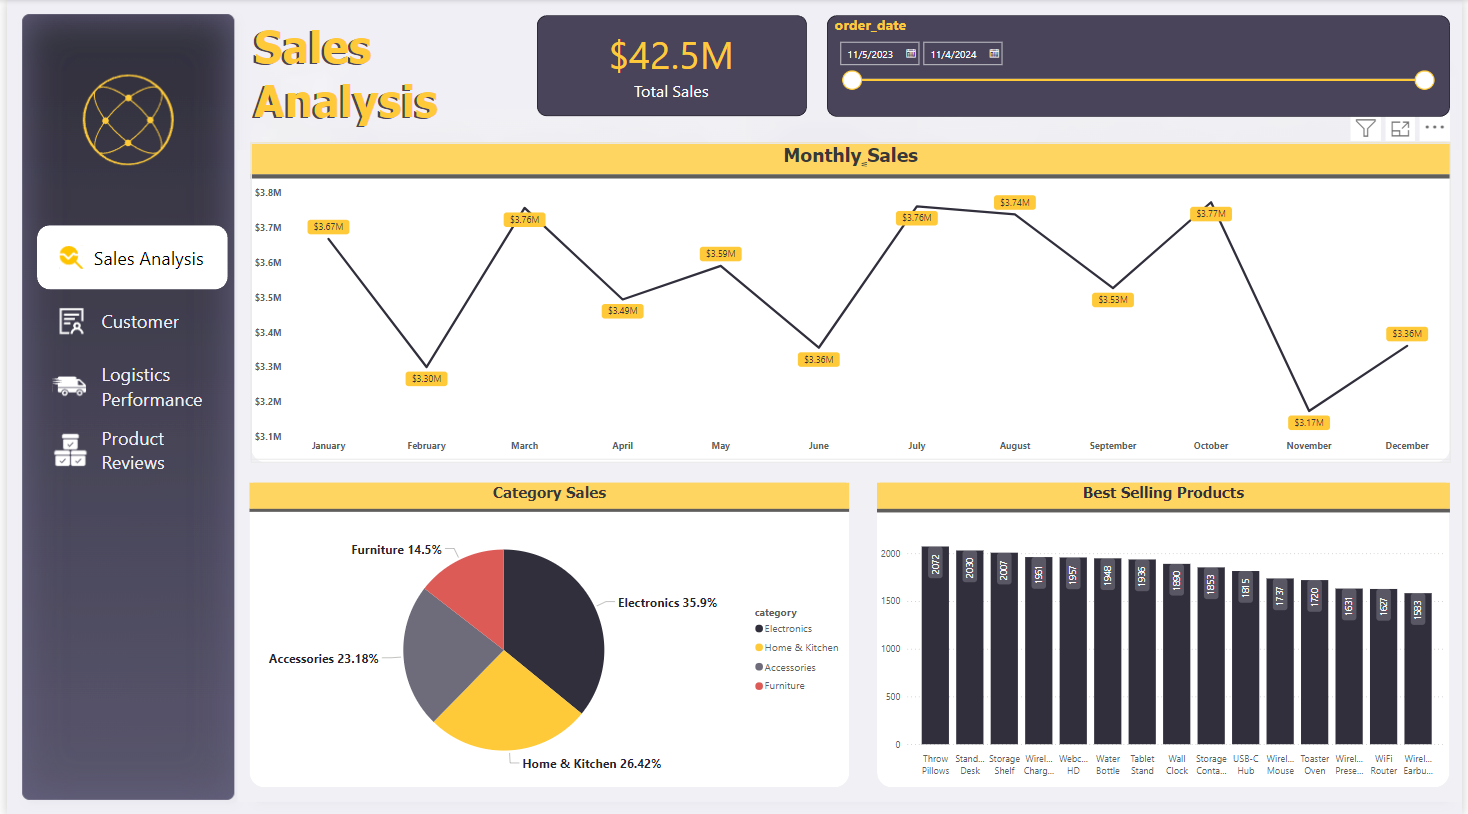 Sales
Analysis
$42.5M
Total Sales
order_date
11/5/2023
11/4/2024
Sales Analysis
Customer
Logistics
Performance
Product
Reviews
Monthly Sales
$3.8M
$3.7M
$3.6M
$3.5M
$3.4M
$3.3M
$3.2M
$3.1M
$3.67M
$3.30M
$3.76M
$3.49M
$3.59M
$3.36M
$3.76M
$3.74M
$3.53M
$3.77M
$3.17M
$3.36M
January February March April May June July August September October November December
Category Sales
Furniture 14.5%
Electronics 35.9%
Accessories 23.18%
Home & Kitchen 26.42%
category
Electronics
Home & Kitchen
Accessories
Furniture
Best Selling Products
2000
1500
1000
500
0
2072 2030 2007 1961 1957 1948 1936 1890 1853 1815 1737 1720 1631 1627 1583
Throw Stand... Storage Wirel... Webc... Water Tablet Wall Storage USB-C Wirel... Toaster Wirel... WiFi Wirel...
Pillows Desk Shelf Charg... HD Bottle Stand Clock Conta... Hub Mouse Oven Prese... Router Earbu...